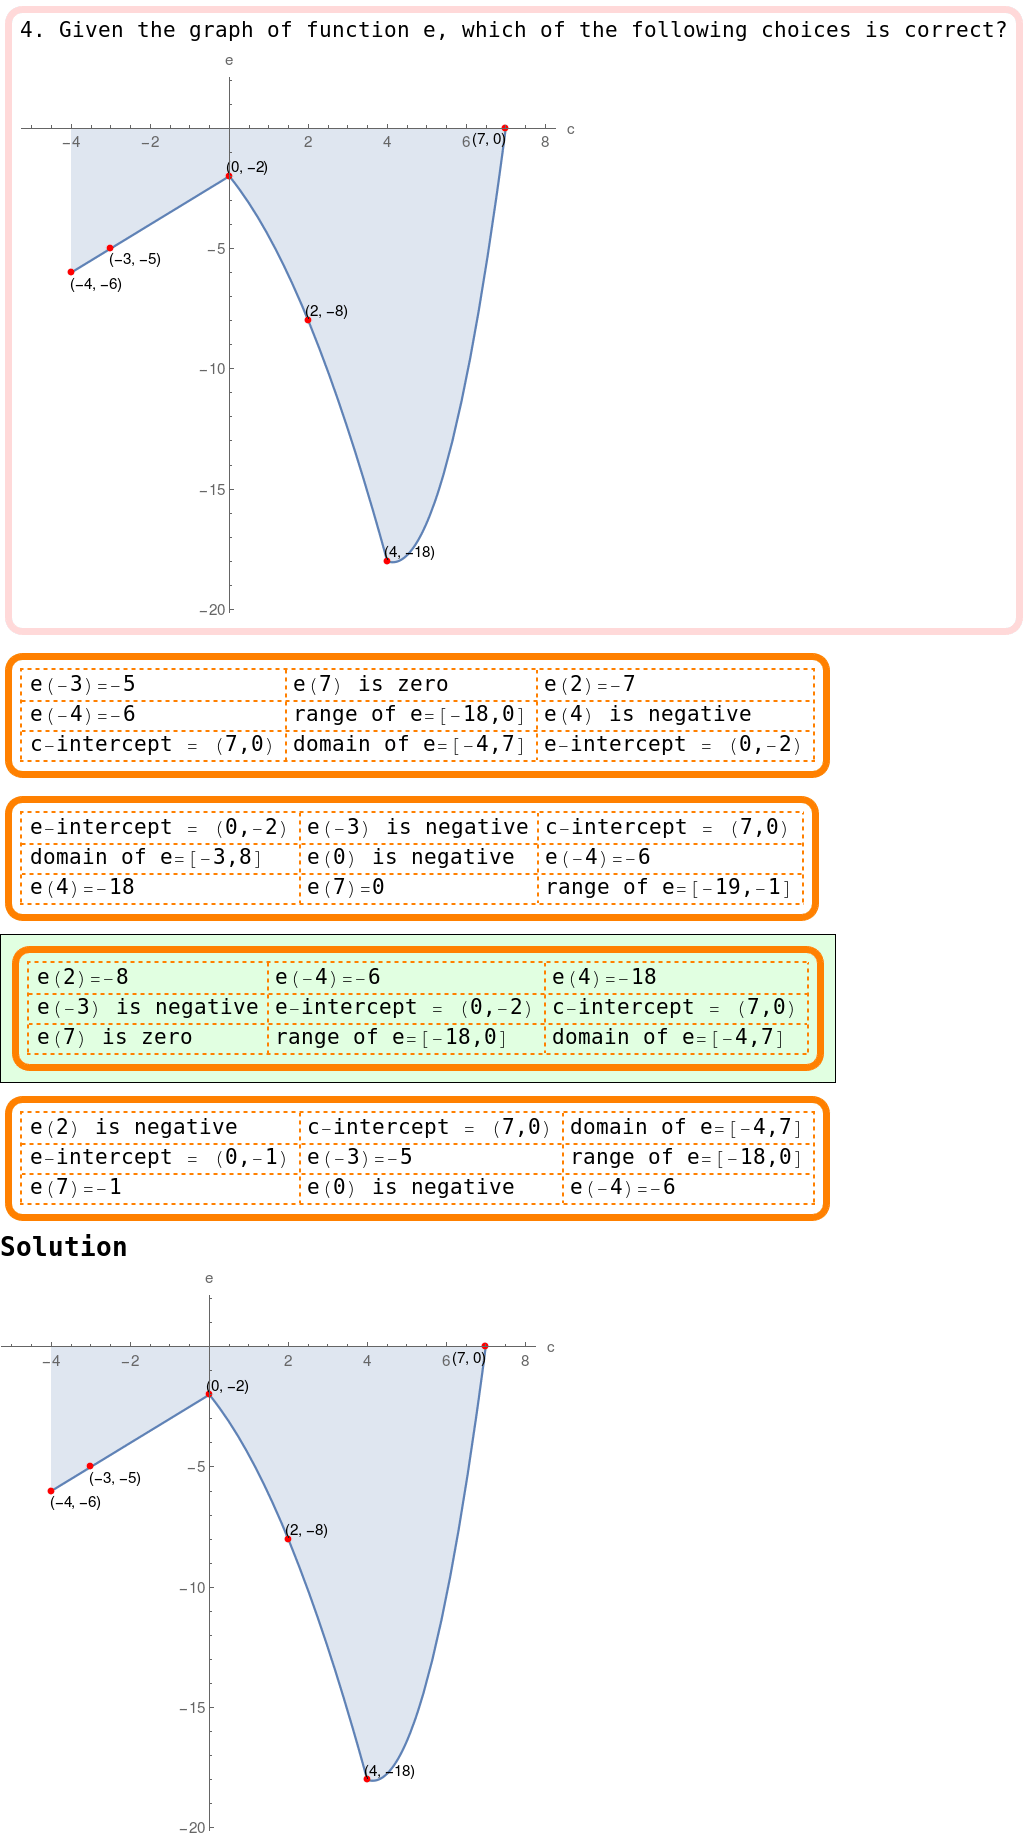 4. Given the graph of function e, which of the following choices is correct?
e
−4 −2 2 4 6 8 c
(7, 0)
(0, −2)
−5
(−3, −5)
(−4, −6)
(2, −8)
−10
−15
(4, −18)
−20
e(−3)=−5 e(7) is zero e(2)=−7
e(−4)=−6 range of e=[−18,0] e(4) is negative
c-intercept = (7,0) domain of e=[−4,7] e-intercept = (0,−2)
e-intercept = (0,−2) e(−3) is negative c-intercept = (7,0)
domain of e=[−3,8] e(0) is negative e(−4)=−6
e(4)=−18 e(7)=0 range of e=[−19,−1]
e(2)=−8 e(−4)=−6 e(4)=−18
e(−3) is negative e-intercept = (0,−2) c-intercept = (7,0)
e(7) is zero range of e=[−18,0] domain of e=[−4,7]
e(2) is negative c-intercept = (7,0) domain of e=[−4,7]
e-intercept = (0,−1) e(−3)=−5 range of e=[−18,0]
e(7)=−1 e(0) is negative e(−4)=−6
Solution
e
−4 −2 2 4 6 8 c
(7, 0)
(0, −2)
−5
(−3, −5)
(−4, −6)
(2, −8)
−10
−15
(4, −18)
−20